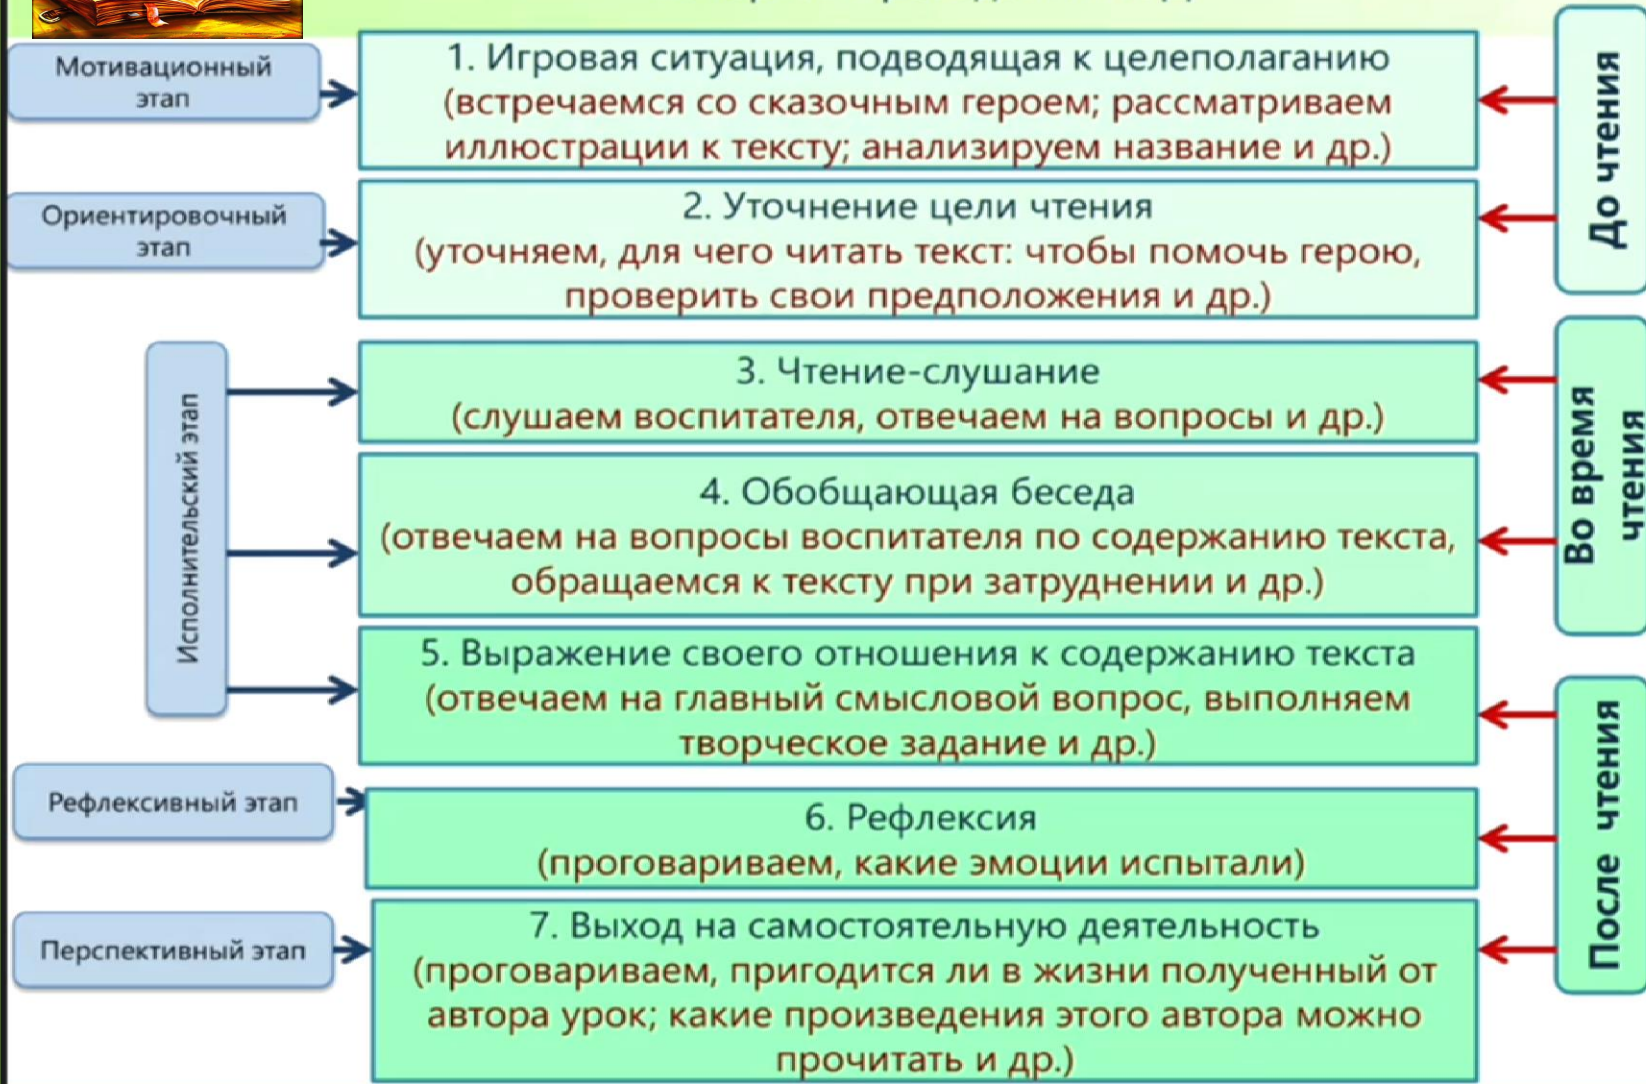 Мотивационный
этап
1. Игровая ситуация, подводящая к целеполаганию
(встречаемся со сказочным героем; рассматриваем
иллюстрации к тексту; анализируем название и др.)
До чтения
Ориентировочный
этап
2. Уточнение цели чтения
(уточняем, для чего читать текст: чтобы помочь герою,
проверить свои предположения и др.)
Исполнительский этап
3. Чтение-слушание
(слушаем воспитателя, отвечаем на вопросы и др.)
Во время
чтения
4. Обобщающая беседа
(отвечаем на вопросы воспитателя по содержанию текста,
обращаемся к тексту при затруднении и др.)
5. Выражение своего отношения к содержанию текста
(отвечаем на главный смысловой вопрос, выполняем
творческое задание и др.)
После чтения
Рефлексивный этап
6. Рефлексия
(проговариваем, какие эмоции испытали)
Перспективный этап
7. Выход на самостоятельную деятельность
(проговариваем, пригодится ли в жизни полученный от
автора урок; какие произведения этого автора можно
прочитать и др.)